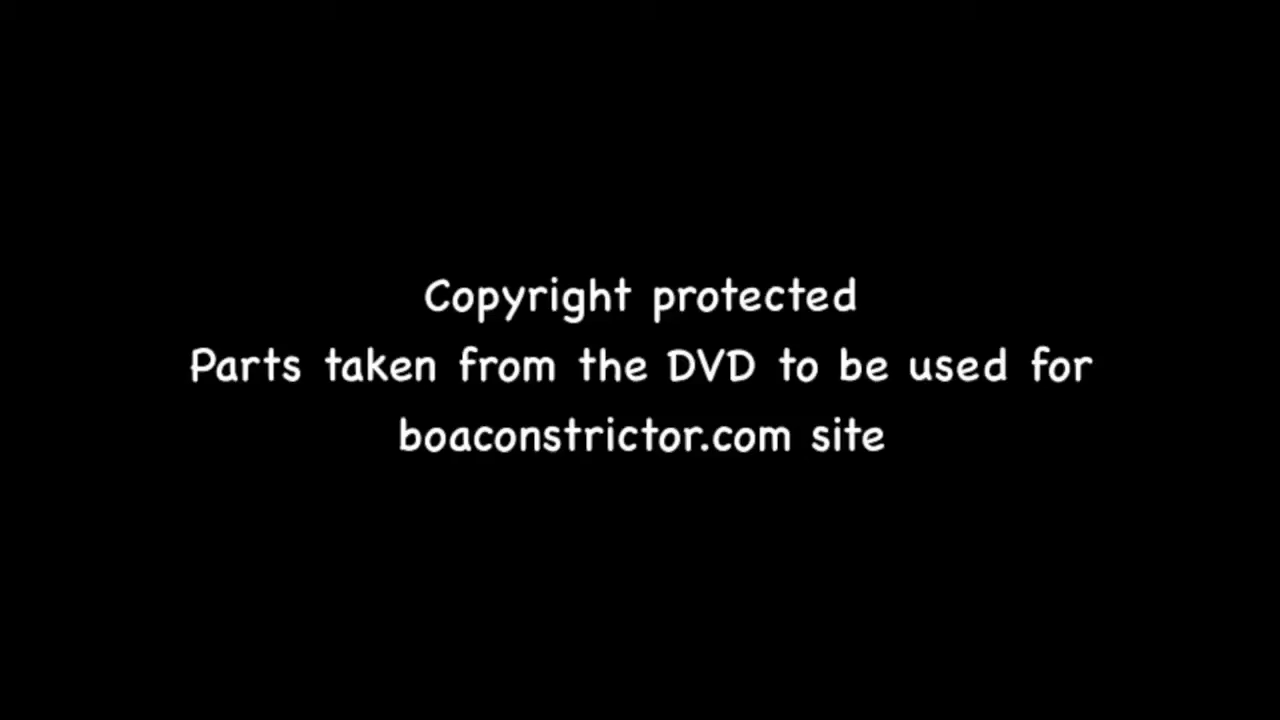 Copyright protected
Parts taken from the DVD to be used for
boaconstrictor.com site